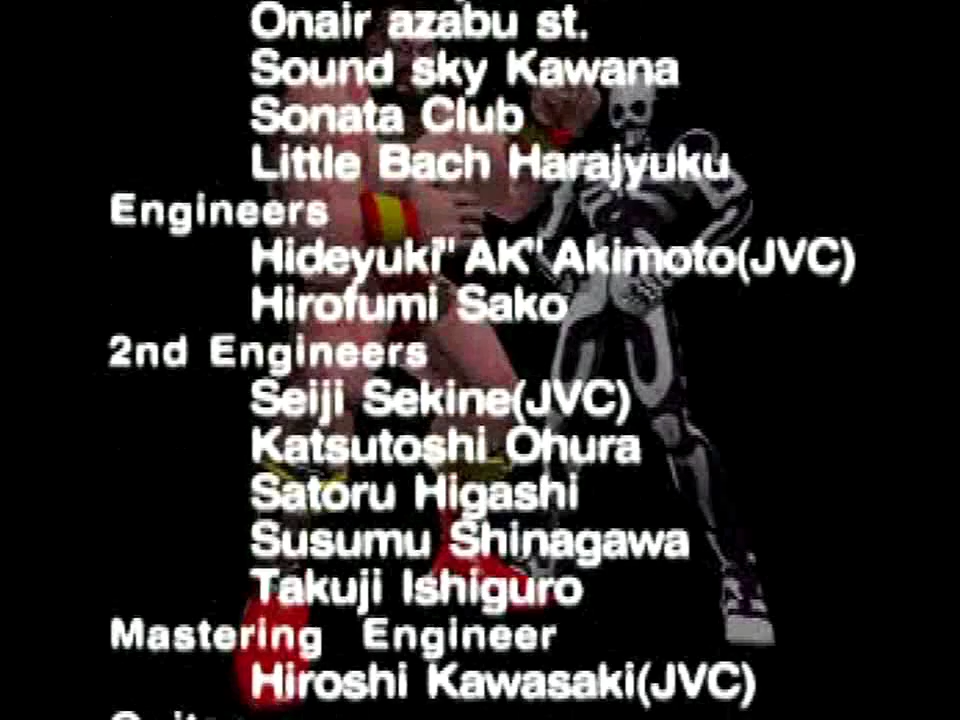 Onair azabu st.
Sound sky Kawana
Sonata Club
Little Bach Harajyuku
Engineers
Hideyuki"AK"Akimoto(JVC)
Hirofumi Sako
2nd Engineers
Seiji Sekine(JVC)
Katsutoshi Ohura
Satoru Higashi
Susumu Shinagawa
Takuji Ishiguro
Mastering Engineer
Hiroshi Kawasaki(JVC)